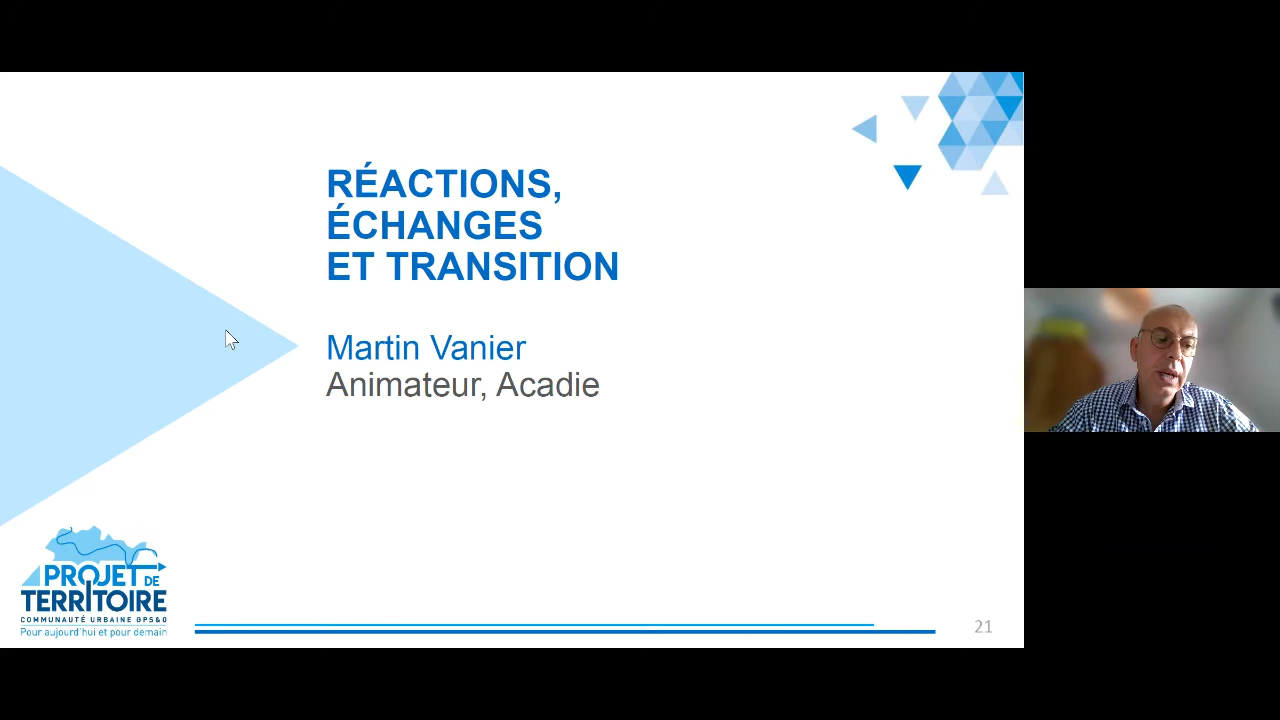 RÉACTIONS,
ÉCHANGES
ET TRANSITION
Martin Vanier
Animateur, Acadie
PROJET DE
TERRITOIRE
COMMUNAUTÉ URBAINE GPS&O
Pour aujourd'hui et pour demain
21